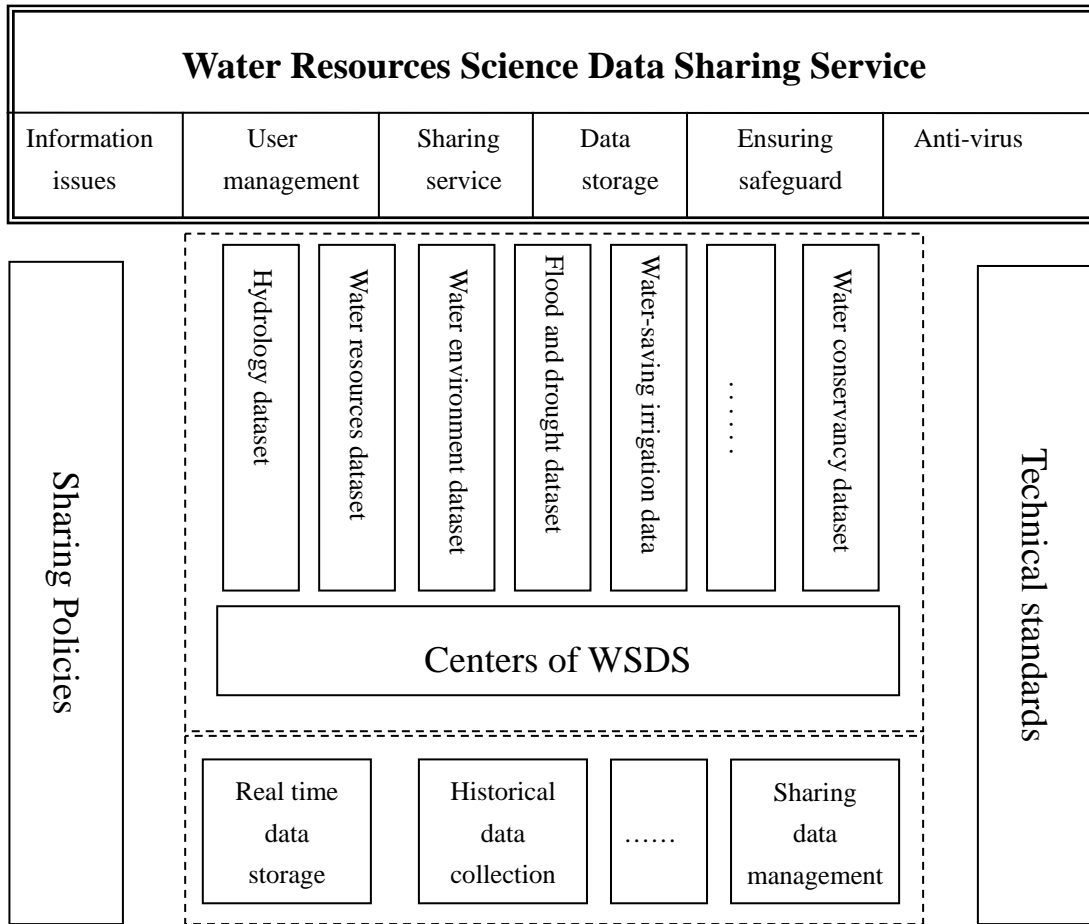 Water Resources Science Data Sharing Service
Information
issues
User
management
Sharing
service
Data
storage
Ensuring
safeguard
Anti-virus
Sharing Policies
Hydrology dataset
Water resources dataset
Water environment dataset
Flood and drought dataset
Water-saving irrigation data
.......
Water conservancy dataset
Technical standards
Centers of WSDS
Real time
data
storage
Historical
data
collection
……
Sharing
data
management